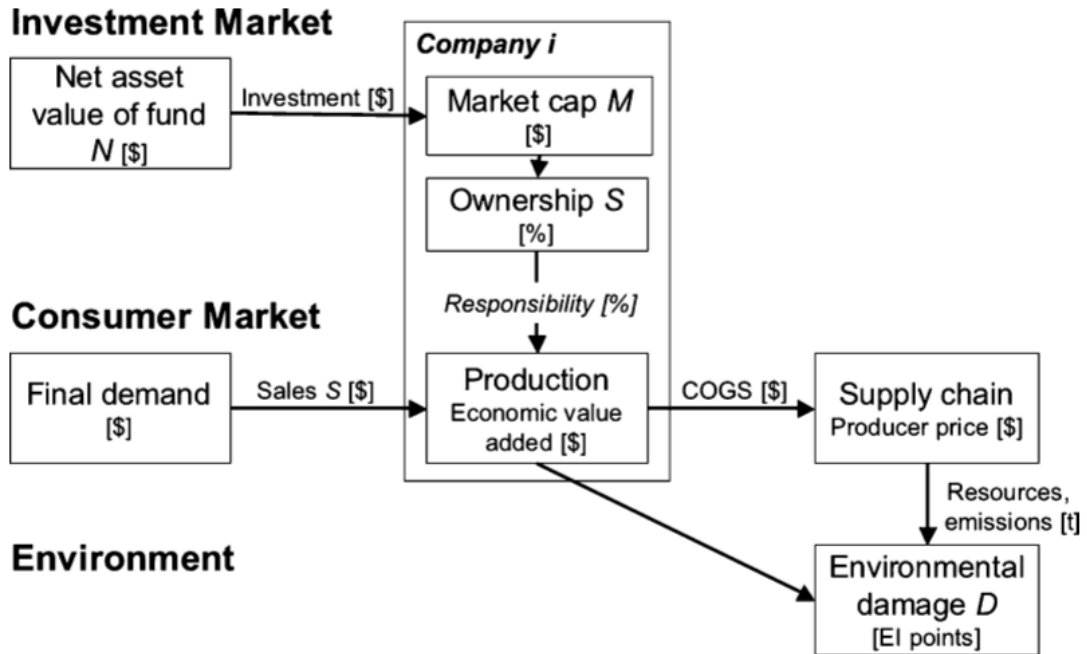 Investment Market
Net asset
value of fund
N [$]
Investment [$]
Company i
Market cap M
[$]
Ownership S
[%]
Responsibility [%]
Consumer Market
Final demand
[$]
Sales S [$]
Production
Economic value
added [$]
COGS [$]
Supply chain
Producer price [$]
Resources,
emissions [t]
Environment
Environmental
damage D
[EI points]